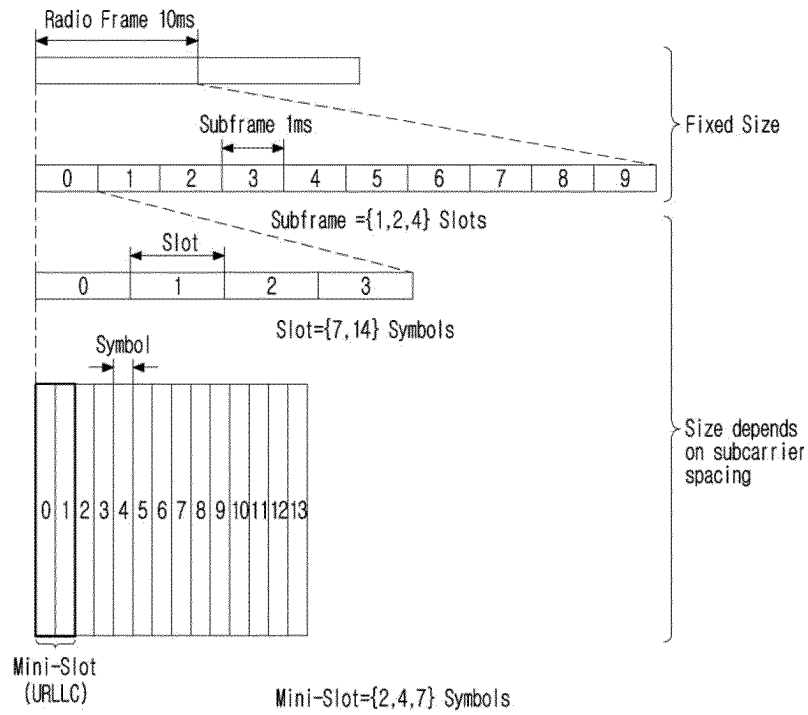 Radio Frame 10ms
Subframe 1ms
Fixed Size
0 1 2 3 4 5 6 7 8 9
Subframe ={1,2,4} Slots
Slot
0 1 2 3
Slot={7,14} Symbols
Symbol
Size depends
on subcarrier
spacing
0 1 2 3 4 5 6 7 8 9 10 11 12 13
Mini-Slot
(URLLC)
Mini-Slot={2,4,7} Symbols